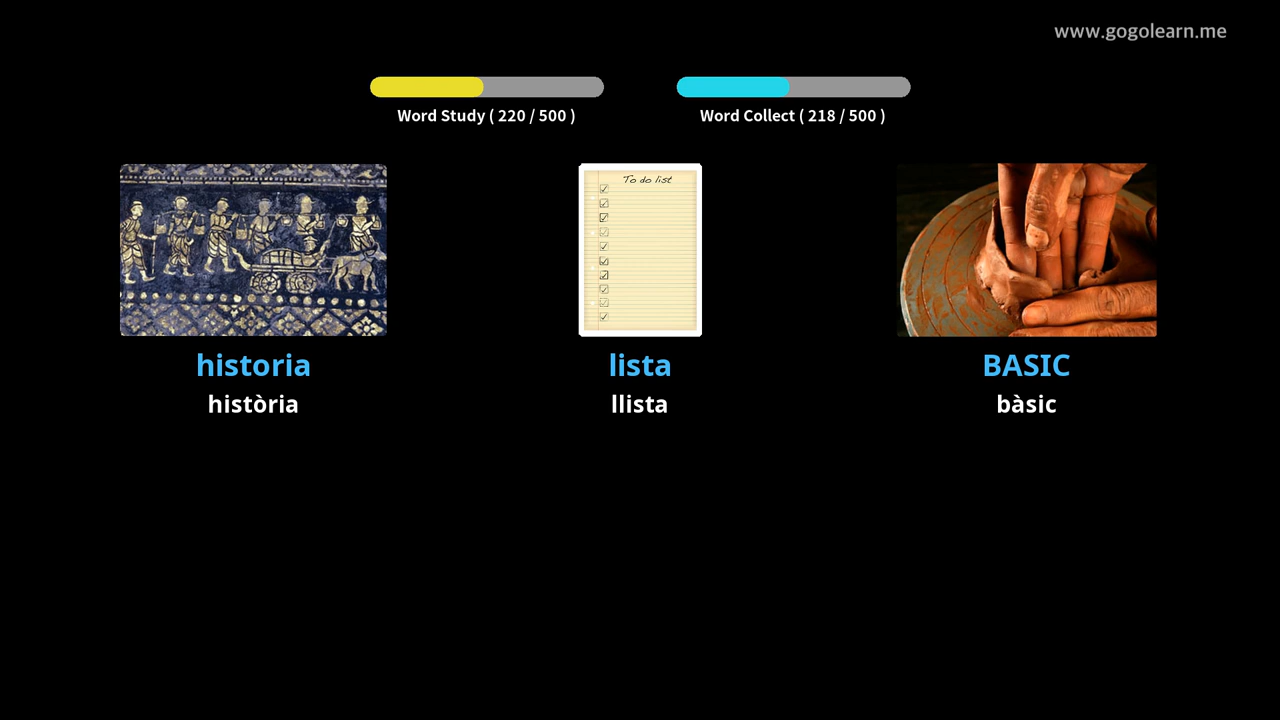 www.gogolearn.me
Word Study ( 220 / 500 )
Word Collect ( 218 / 500 )
To do list
historia
lista
BASIC
història
llista
bàsic